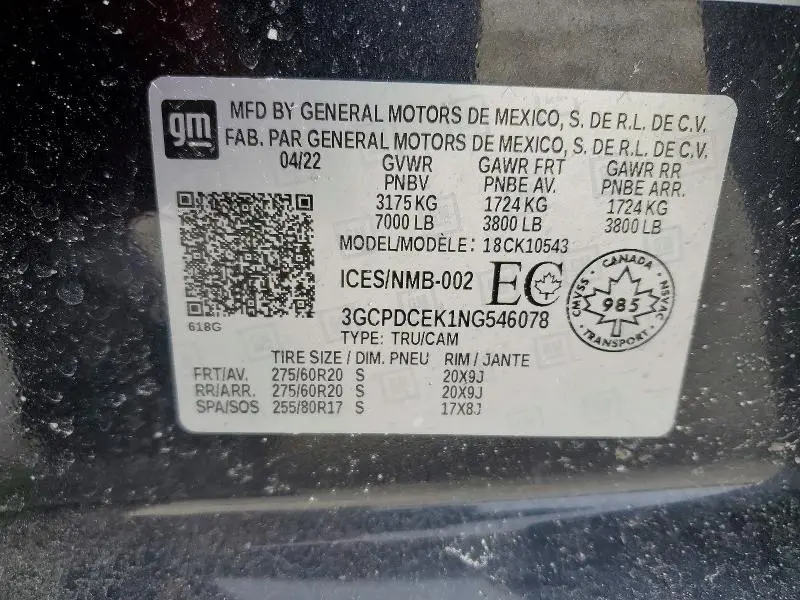 gm
MFD BY GENERAL MOTORS DE MEXICO, S. DE R.L. DE C.V.
FAB. PAR GENERAL MOTORS DE MEXICO, S. DE R.L. DE C.V.
04/22 GVWR GAWR FRT GAWR RR
PNBV PNBE AV. PNBE ARR.
3175 KG 1724 KG 1724 KG
7000 LB 3800 LB 3800 LB
MODEL/MODÈLE: 18CK10543
ICES/NMB-002 EC
CANADA
CMVSS 985 NSVAC
TRANSPORT
3GCPDCEK1NG546078
618G
TYPE: TRU/CAM
TIRE SIZE / DIM. PNEU RIM / JANTE
FRT/AV. 275/60R20 S 20X9J
RR/ARR. 275/60R20 S 20X9J
SPA/SOS 255/80R17 S 17X8J